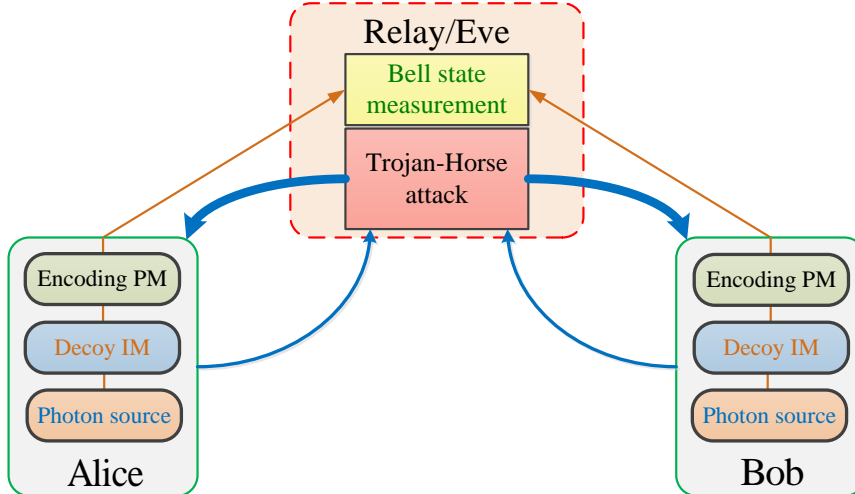 Relay/Eve
Bell state
measurement
Trojan-Horse
attack
Encoding PM
Decoy IM
Photon source
Alice
Encoding PM
Decoy IM
Photon source
Bob